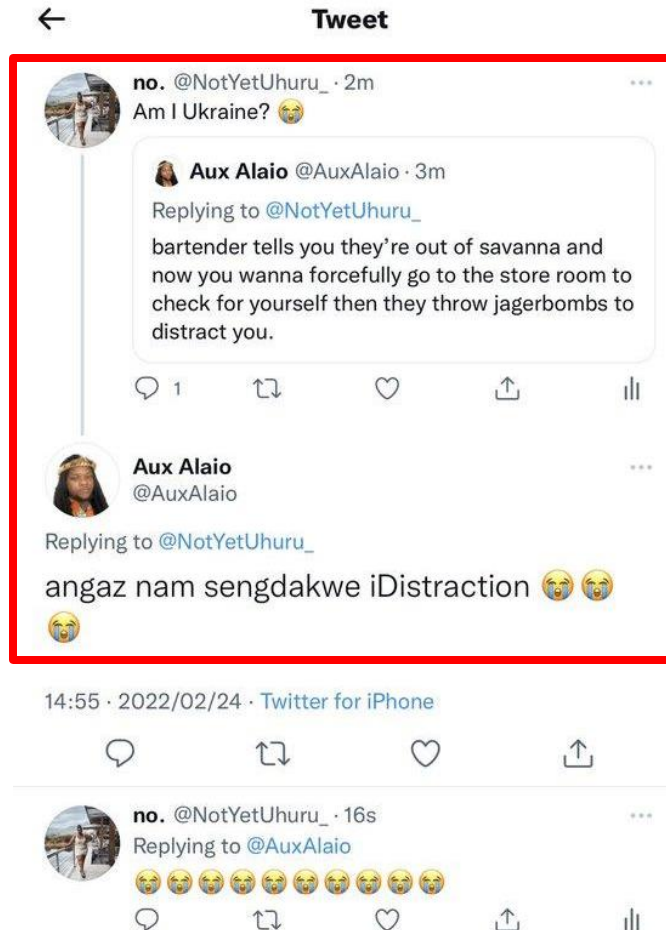 Tweet
no. @NotYetUhuru_ · 2m
Am I Ukraine? 😭
Aux Alaio @AuxAlaio · 3m
Replying to @NotYetUhuru_
bartender tells you they’re out of savanna and
now you wanna forcefully go to the store room to
check for yourself then they throw jagerbombs to
distract you.
1
Aux Alaio
@AuxAlaio
Replying to @NotYetUhuru_
angaz nam sengdakwe iDistraction 😭😭
😭
14:55 · 2022/02/24 · Twitter for iPhone
no. @NotYetUhuru_ · 16s
Replying to @AuxAlaio
😭😭😭😭😭😭😭😭😭😭